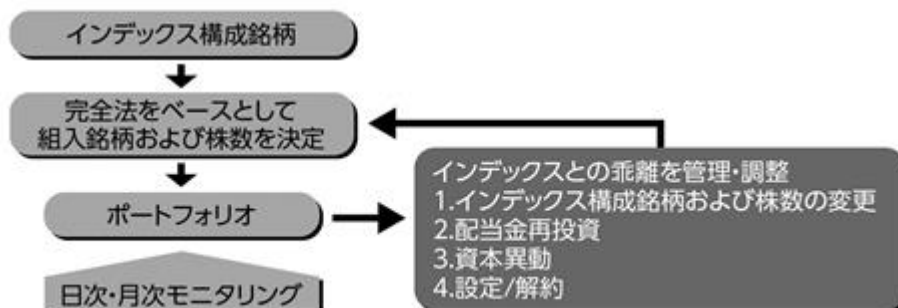 インデックス構成銘柄
完全法をベースとして
組入銘柄および株数を決定
ポートフォリオ
日次・月次モニタリング
インデックスとの乖離を管理・調整
1.インデックス構成銘柄および株数の変更
2.配当金再投資
3.資本異動
4.設定/解約